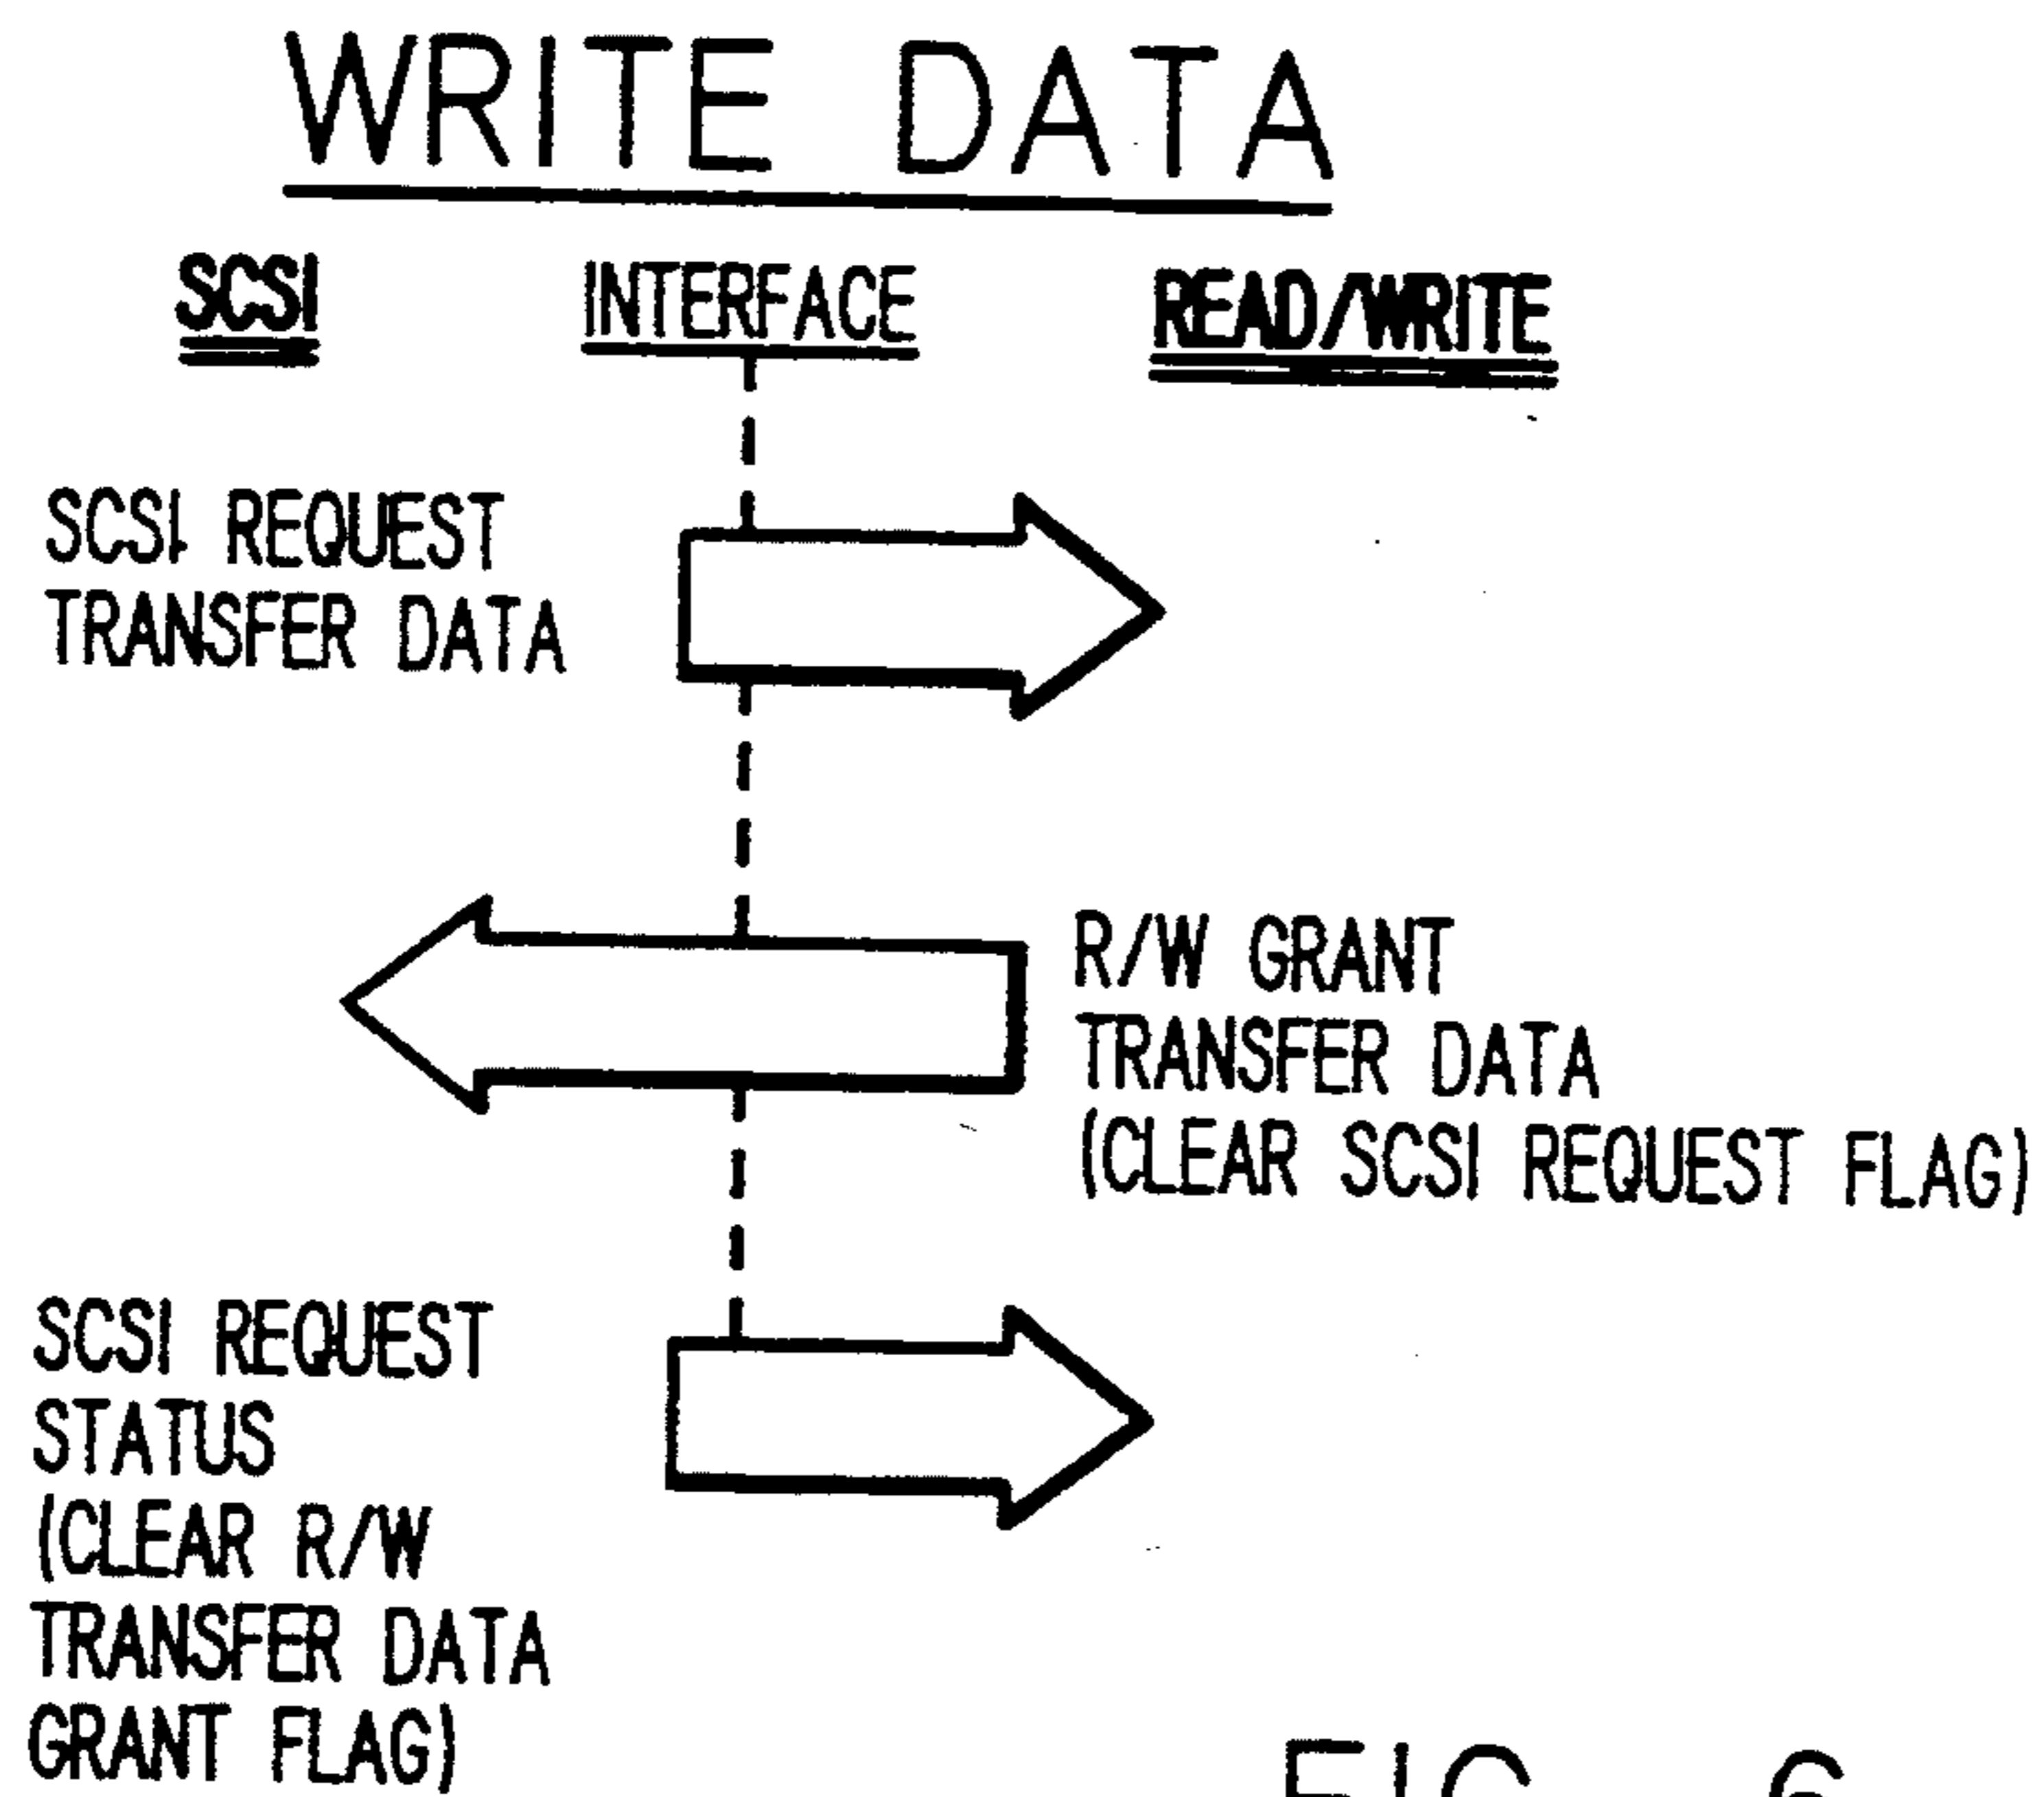 WRITE DATA
SCSI INTERFACE READ/WRITE
SCSI REQUEST
TRANSFER DATA
R/W GRANT
TRANSFER DATA
(CLEAR SCSI REQUEST FLAG)
SCSI REQUEST
STATUS
(CLEAR R/W
TRANSFER DATA
GRANT FLAG)